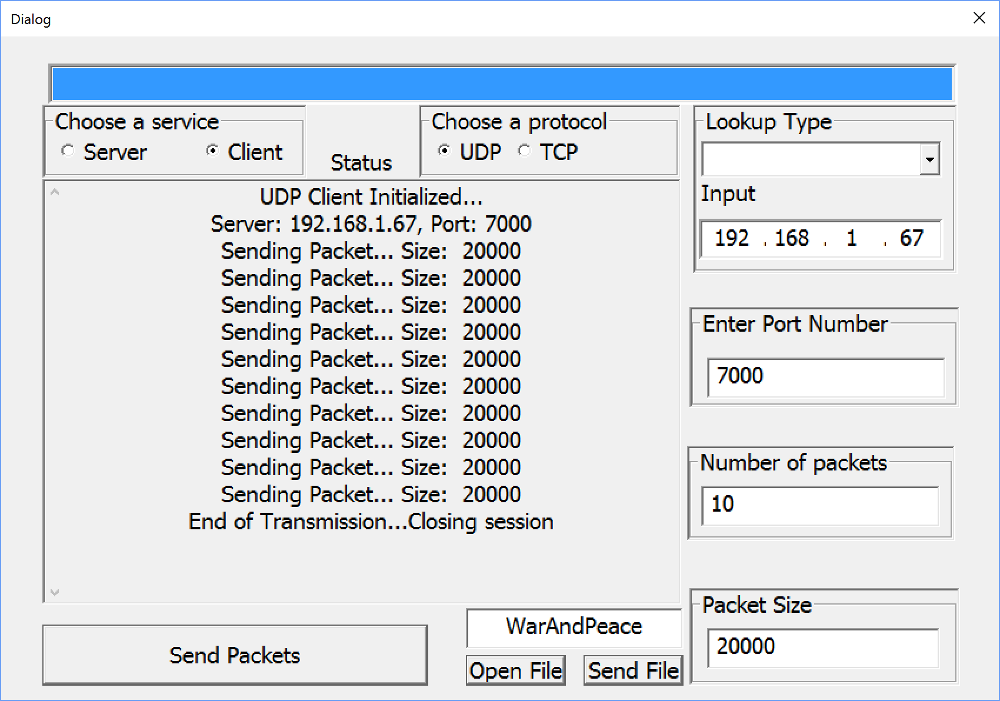 Dialog
Choose a service
Server Client
Status
Choose a protocol
UDP TCP
Lookup Type
Input
192 . 168 . 1 . 67
UDP Client Initialized...
Server: 192.168.1.67, Port: 7000
Sending Packet... Size: 20000
Sending Packet... Size: 20000
Sending Packet... Size: 20000
Sending Packet... Size: 20000
Sending Packet... Size: 20000
Sending Packet... Size: 20000
Sending Packet... Size: 20000
Sending Packet... Size: 20000
Sending Packet... Size: 20000
Sending Packet... Size: 20000
End of Transmission...Closing session
Enter Port Number
7000
Number of packets
10
Packet Size
20000
Send Packets
WarAndPeace
Open File Send File